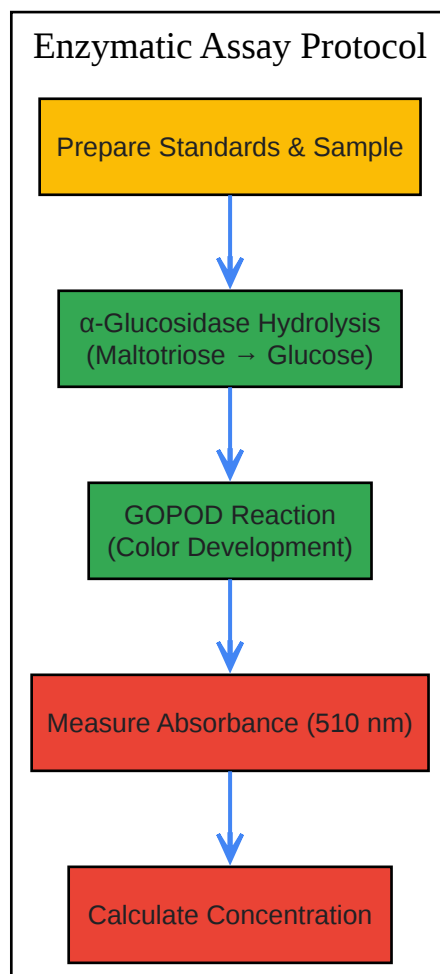 Enzymatic Assay Protocol
Prepare Standards & Sample
α-Glucosidase Hydrolysis
(Maltotriose → Glucose)
GOPOD Reaction
(Color Development)
Measure Absorbance (510 nm)
Calculate Concentration